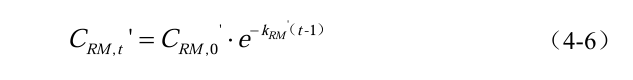 C_{RM,t}' = C_{RM,0}' · e^{-k_{RM}'(t-1)} （4-6）